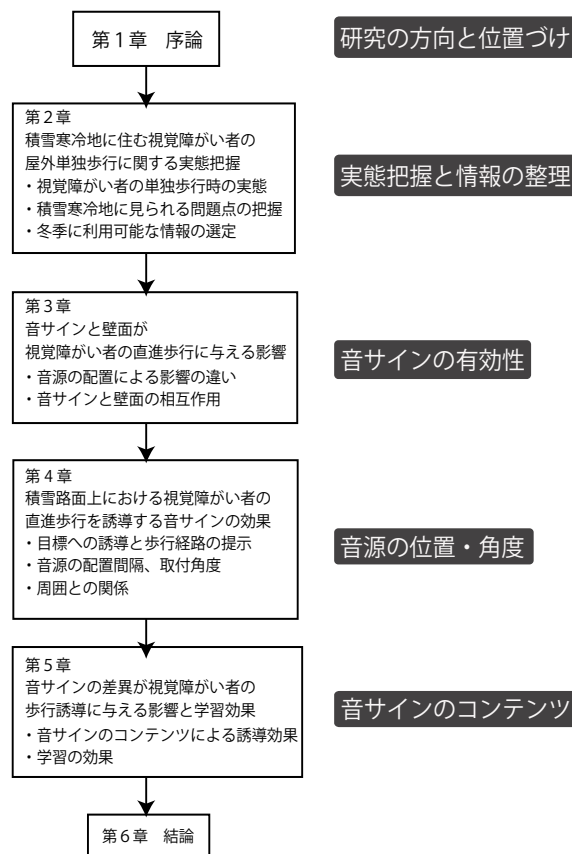 第1章 序論
研究の方向と位置づけ
第2章
積雪寒冷地に住む視覚障がい者の
屋外単独歩行に関する実態把握
・視覚障がい者の単独歩行時の実態
・積雪寒冷地に見られる問題点の把握
・冬季に利用可能な情報の選定
実態把握と情報の整理
第3章
音サインと壁面が
視覚障がい者の直進歩行に与える影響
・音源の配置による影響の違い
・音サインと壁面の相互作用
音サインの有効性
第4章
積雪路面上における視覚障がい者の
直進歩行を誘導する音サインの効果
・目標への誘導と歩行経路の提示
・音源の配置間隔、取付角度
・周囲との関係
音源の位置・角度
第5章
音サインの差異が視覚障がい者の
歩行誘導に与える影響と学習効果
・音サインのコンテンツによる誘導効果
・学習の効果
音サインのコンテンツ
第6章 結論